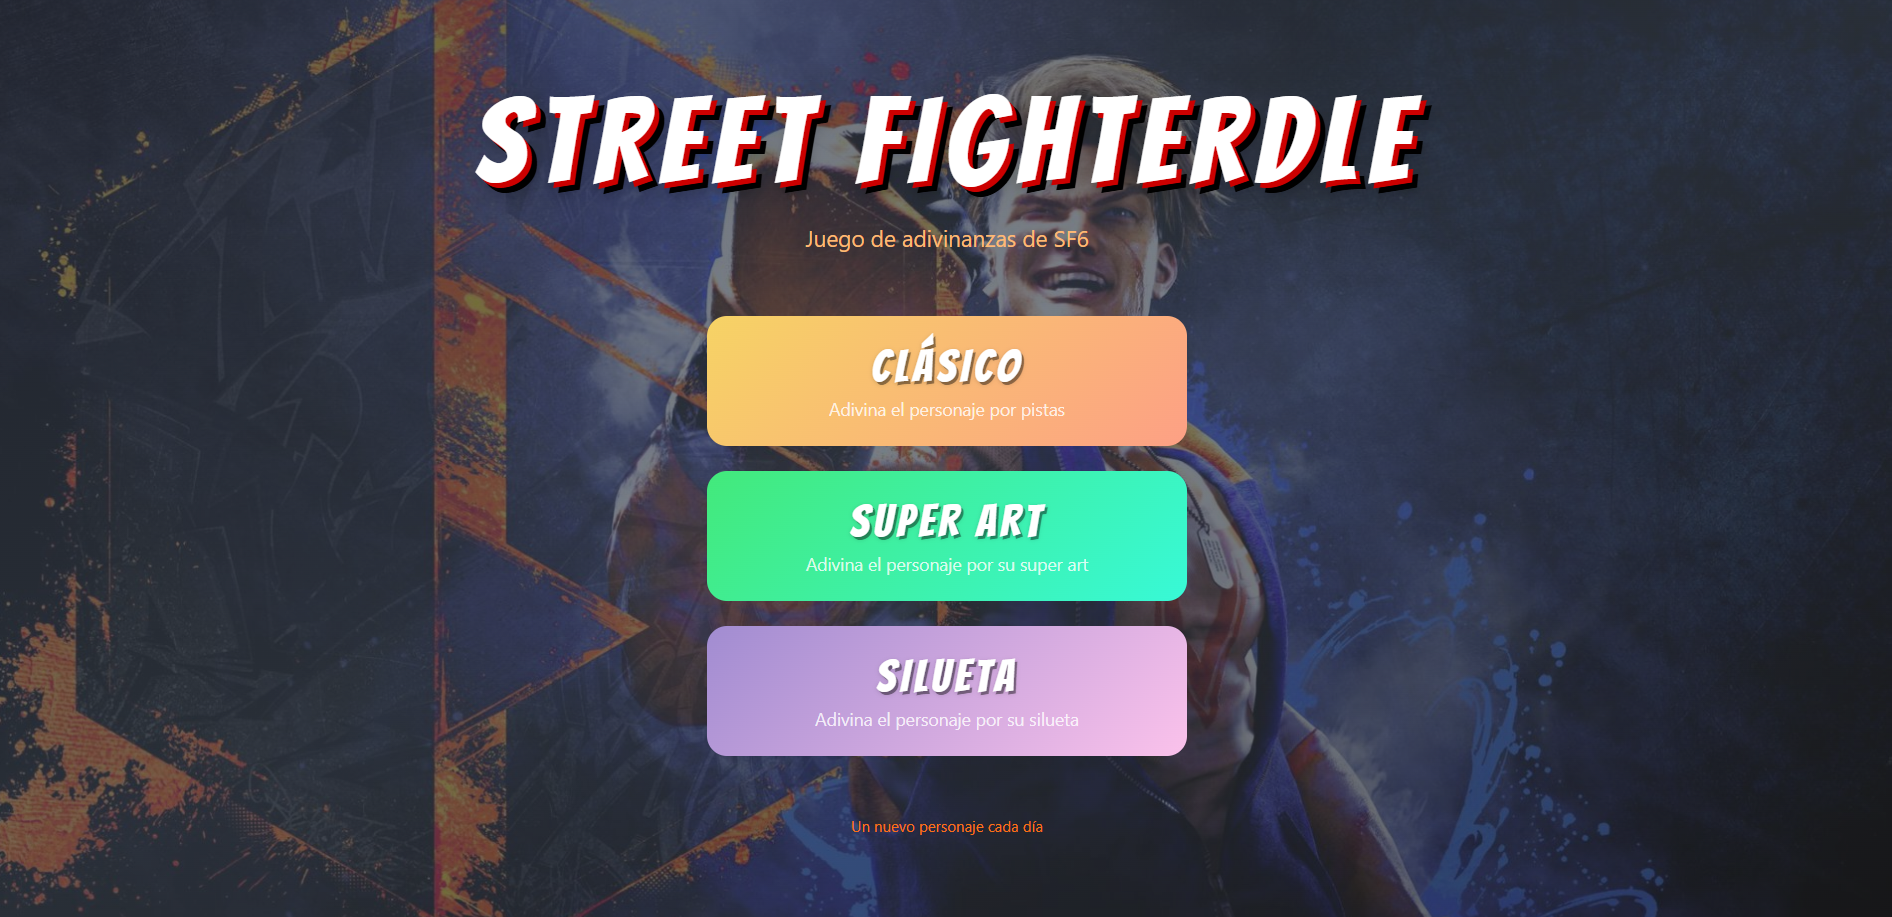 STREET FIGHTERDLE
Juego de adivinanzas de SF6
CLÁSICO
Adivina el personaje por pistas
SUPER ART
Adivina el personaje por su super art
SILUETA
Adivina el personaje por su silueta
Un nuevo personaje cada día